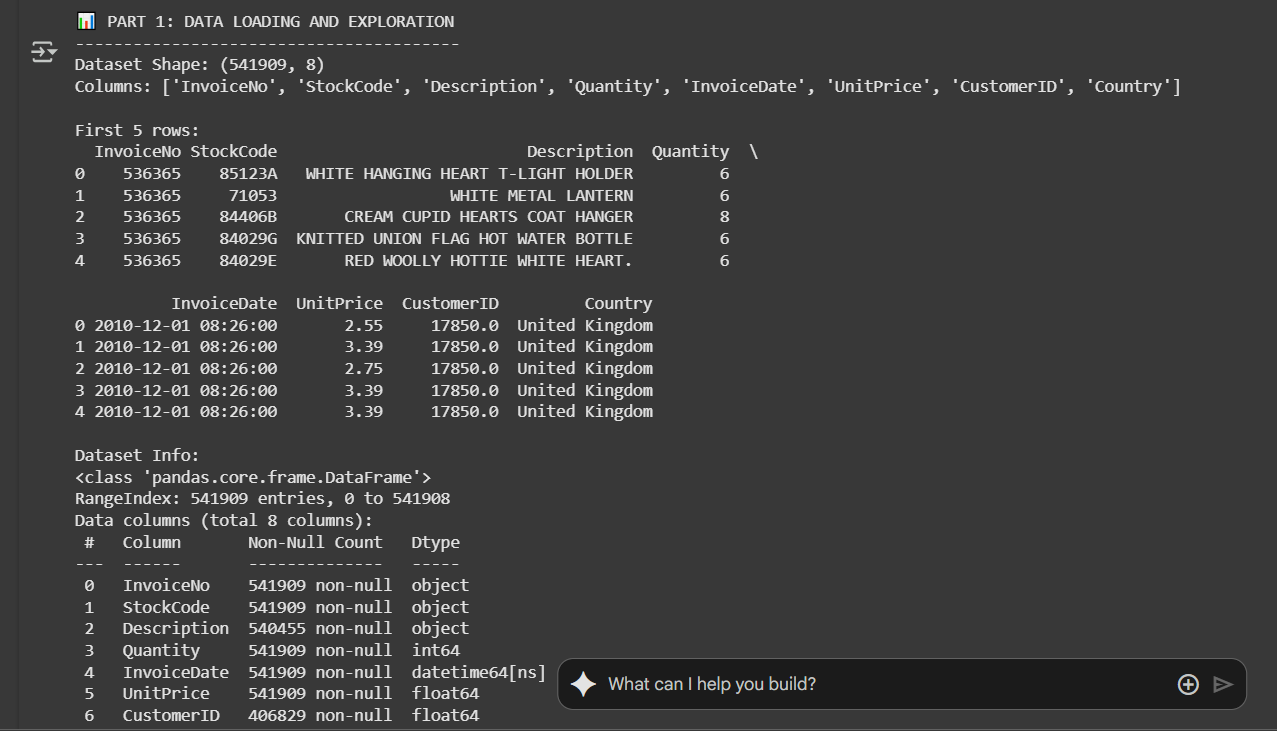 📊 PART 1: DATA LOADING AND EXPLORATION
----------------------------------------
Dataset Shape: (541909, 8)
Columns: ['InvoiceNo', 'StockCode', 'Description', 'Quantity', 'InvoiceDate', 'UnitPrice', 'CustomerID', 'Country']

First 5 rows:
  InvoiceNo StockCode                          Description  Quantity  \
0    536365    85123A   WHITE HANGING HEART T-LIGHT HOLDER         6
1    536365     71053                  WHITE METAL LANTERN         6
2    536365    84406B       CREAM CUPID HEARTS COAT HANGER         8
3    536365    84029G  KNITTED UNION FLAG HOT WATER BOTTLE         6
4    536365    84029E       RED WOOLLY HOTTIE WHITE HEART.         6

          InvoiceDate  UnitPrice  CustomerID         Country
0 2010-12-01 08:26:00       2.55     17850.0  United Kingdom
1 2010-12-01 08:26:00       3.39     17850.0  United Kingdom
2 2010-12-01 08:26:00       2.75     17850.0  United Kingdom
3 2010-12-01 08:26:00       3.39     17850.0  United Kingdom
4 2010-12-01 08:26:00       3.39     17850.0  United Kingdom

Dataset Info:
<class 'pandas.core.frame.DataFrame'>
RangeIndex: 541909 entries, 0 to 541908
Data columns (total 8 columns):
 #   Column       Non-Null Count   Dtype
---  ------       --------------   -----
 0   InvoiceNo    541909 non-null  object
 1   StockCode    541909 non-null  object
 2   Description  540455 non-null  object
 3   Quantity     541909 non-null  int64
 4   InvoiceDate  541909 non-null  datetime64[ns]
 5   UnitPrice    541909 non-null  float64
 6   CustomerID   406829 non-null  float64
What can I help you build?